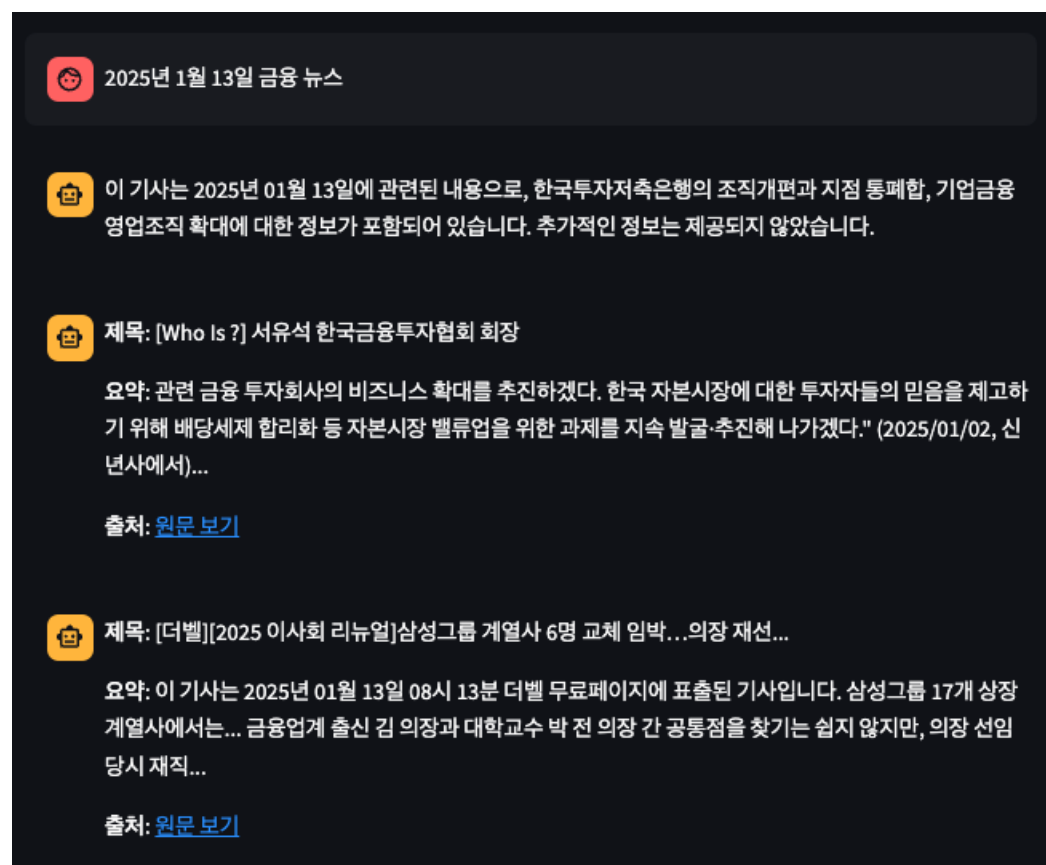 2025년 1월 13일 금융 뉴스
이 기사는 2025년 01월 13일에 관련된 내용으로, 한국투자저축은행의 조직개편과 지점 통폐합, 기업금융
영업조직 확대에 대한 정보가 포함되어 있습니다. 추가적인 정보는 제공되지 않았습니다.
제목: [Who Is ?] 서유석 한국금융투자협회 회장
요약: 관련 금융 투자회사의 비즈니스 확대를 추진하겠다. 한국 자본시장에 대한 투자자들의 믿음을 제고하
기 위해 배당세제 합리화 등 자본시장 밸류업을 위한 과제를 지속 발굴·추진해 나가겠다." (2025/01/02, 신
년사에서)...
출처: 원문 보기
제목: [더벨][2025 이사회 리뉴얼]삼성그룹 계열사 6명 교체 임박…의장 재선...
요약: 이 기사는 2025년 01월 13일 08시 13분 더벨 무료페이지에 표출된 기사입니다. 삼성그룹 17개 상장
계열사에서는... 금융업계 출신 김 의장과 대학교수 박 전 의장 간 공통점을 찾기는 쉽지 않지만, 의장 선임
당시 재직...
출처: 원문 보기